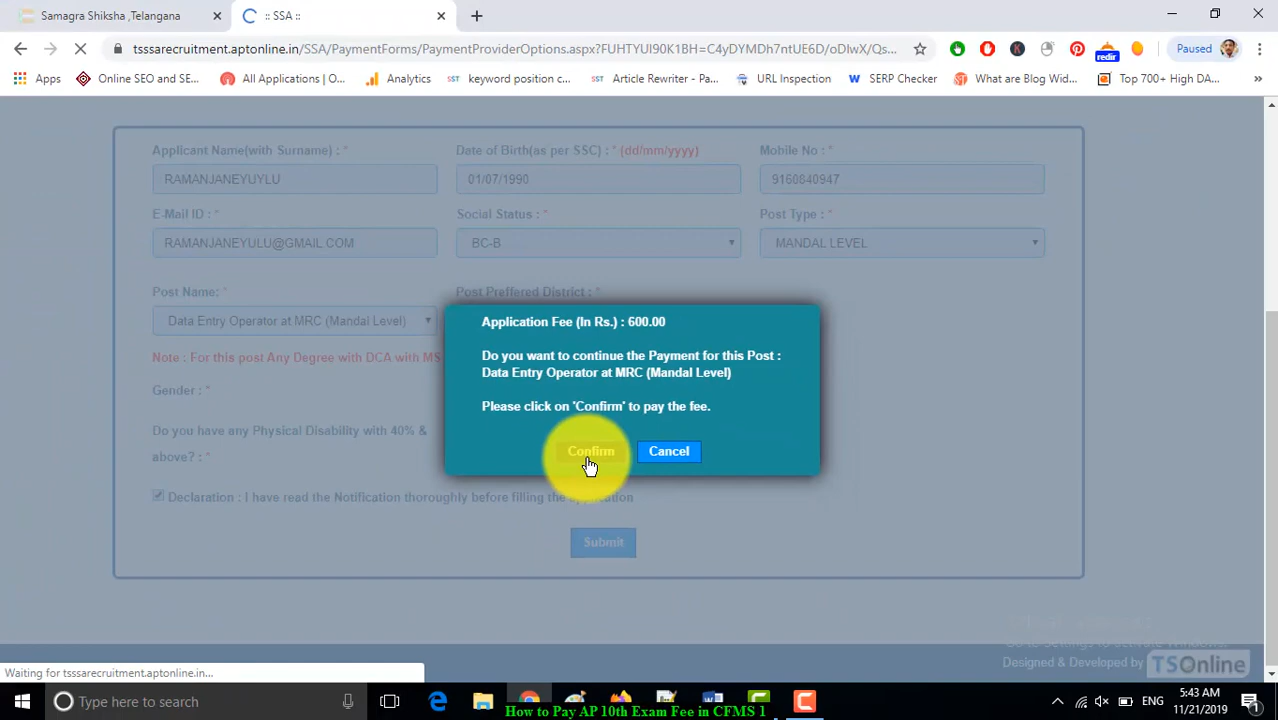 Samagra Shiksha ,Telangana
:: SSA ::
tsssarecruitment.aptonline.in/SSA/PaymentForms/PaymentProviderOptions.aspx?FUHTYUI90K1BH=C4yDYMDh7ntUE6D/oDlwX/Qs...
Paused
Apps
Online SEO and SE...
All Applications | O...
Analytics
keyword position c...
Article Rewriter - Pa...
URL Inspection
SERP Checker
What are Blog Wid...
Top 700+ High DA...
redir
Applicant Name(with Surname) : *
Date of Birth(as per SSC) : * (dd/mm/yyyy)
Mobile No : *
RAMANJANEYUYLU
01/07/1990
9160840947
E-Mail ID : *
Social Status : *
Post Type : *
RAMANJANEYULU@GMAIL.COM
BC-B
MANDAL LEVEL
Post Name: *
Post Preffered District : *
Data Entry Operator at MRC (Mandal Level)
Note : For this post Any Degree with DCA with MS
Gender : *
Do you have any Physical Disability with 40% &
above? : *
Application Fee (In Rs.) : 600.00
Do you want to continue the Payment for this Post :
Data Entry Operator at MRC (Mandal Level)
Please click on 'Confirm' to pay the fee.
Confirm
Cancel
Declaration : I have read the Notification thoroughly before filling the application
Submit
Designed & Developed by TSOnline
Waiting for tsssarecruitment.aptonline.in...
Type here to search
ENG
5:43 AM
11/21/2019
How to Pay AP 10th Exam Fee in CFMS 1